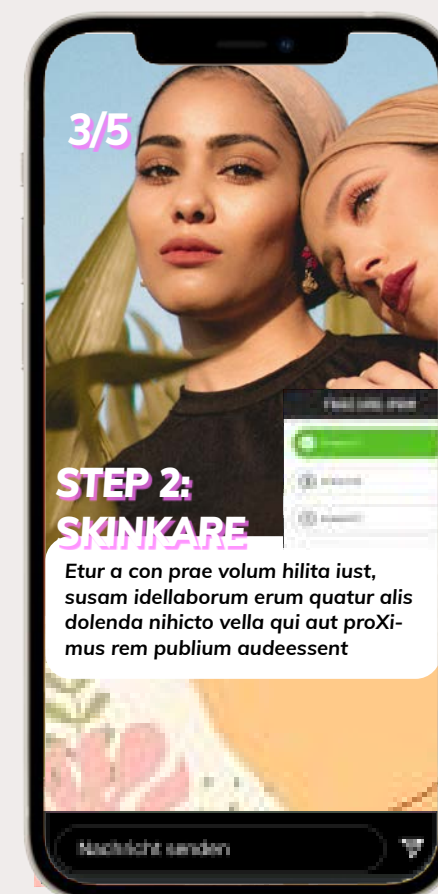 3/5
STEP 2:
SKINKARE
Etur a con prae volum hilita iust,
susam idellaborum erum quatur alis
dolenda nihicto vella qui aut proXi-
mus rem publium audeessent
Nachricht senden